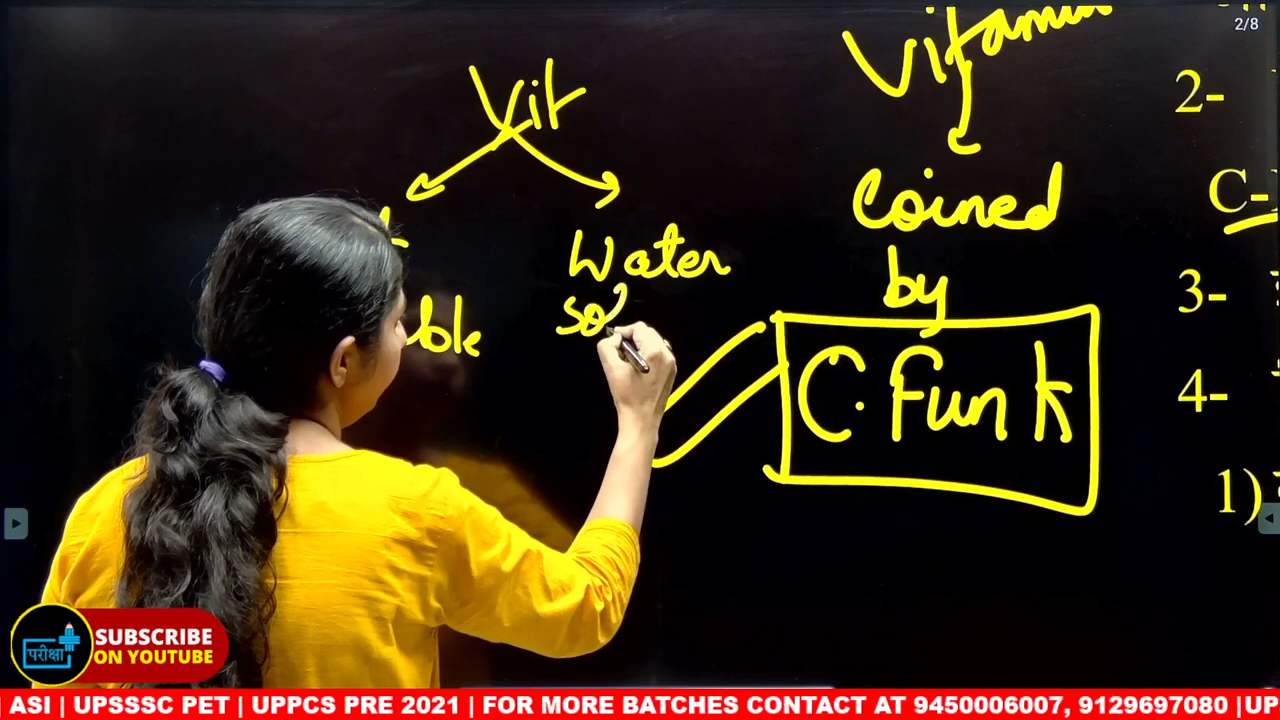 Vitamin
2/8
Vit
2-
Coined
C-
Water
by
3-
ble
so
C. Funk
4-
1)
परीक्षा
SUBSCRIBE
ON YOUTUBE
ASI | UPSSSC PET | UPPCS PRE 2021 | FOR MORE BATCHES CONTACT AT 9450006007, 9129697080 |UP